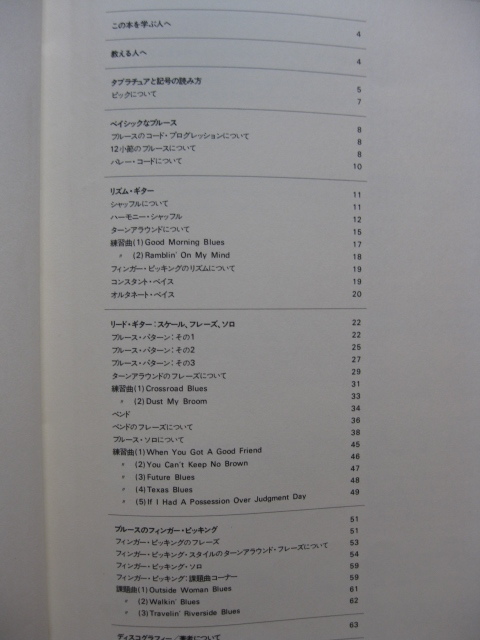 この本を学ぶ人へ 4
教える人へ 4
タブラチュアと記号の読み方 5
ピックについて 7
ベイシックなブルース 8
ブルースのコード・プログレッションについて 8
12小節のブルースについて 8
バレー・コードについて 10
リズム・ギター 11
シャッフルについて 11
ハーモニー・シャッフル 12
ターンアラウンドについて 15
練習曲(1)Good Morning Blues 17
〃 (2)Ramblin' On My Mind 18
フィンガー・ピッキングのリズムについて 19
コンスタント・ベイス 19
オルタネート・ベイス 20
リード・ギター:スケール、フレーズ、ソロ 22
ブルース・パターン:その1 22
ブルース・パターン:その2 25
ブルース・パターン:その3 27
ターンアラウンドのフレーズについて 29
練習曲(1)Crossroad Blues 31
〃 (2)Dust My Broom 33
ベンド 34
ベンドのフレーズについて 36
ブルース・ソロについて 38
練習曲(1)When You Got A Good Friend 45
〃 (2)You Can't Keep No Brown 46
〃 (3)Future Blues 47
〃 (4)Texas Blues 48
〃 (5)If I Had A Possession Over Judgment Day 49
ブルースのフィンガー・ピッキング 51
フィンガー・ピッキングのフレーズ 51
フィンガー・ピッキング・スタイルのターンアラウンド・フレーズについて 53
フィンガー・ピッキング・ソロ 54
フィンガー・ピッキング:課題曲コーナー 59
課題曲(1)Outside Woman Blues 59
〃 (2)Walkin' Blues 61
〃 (3)Travelin' Riverside Blues 62
ディスコグラフィー/著者について 63